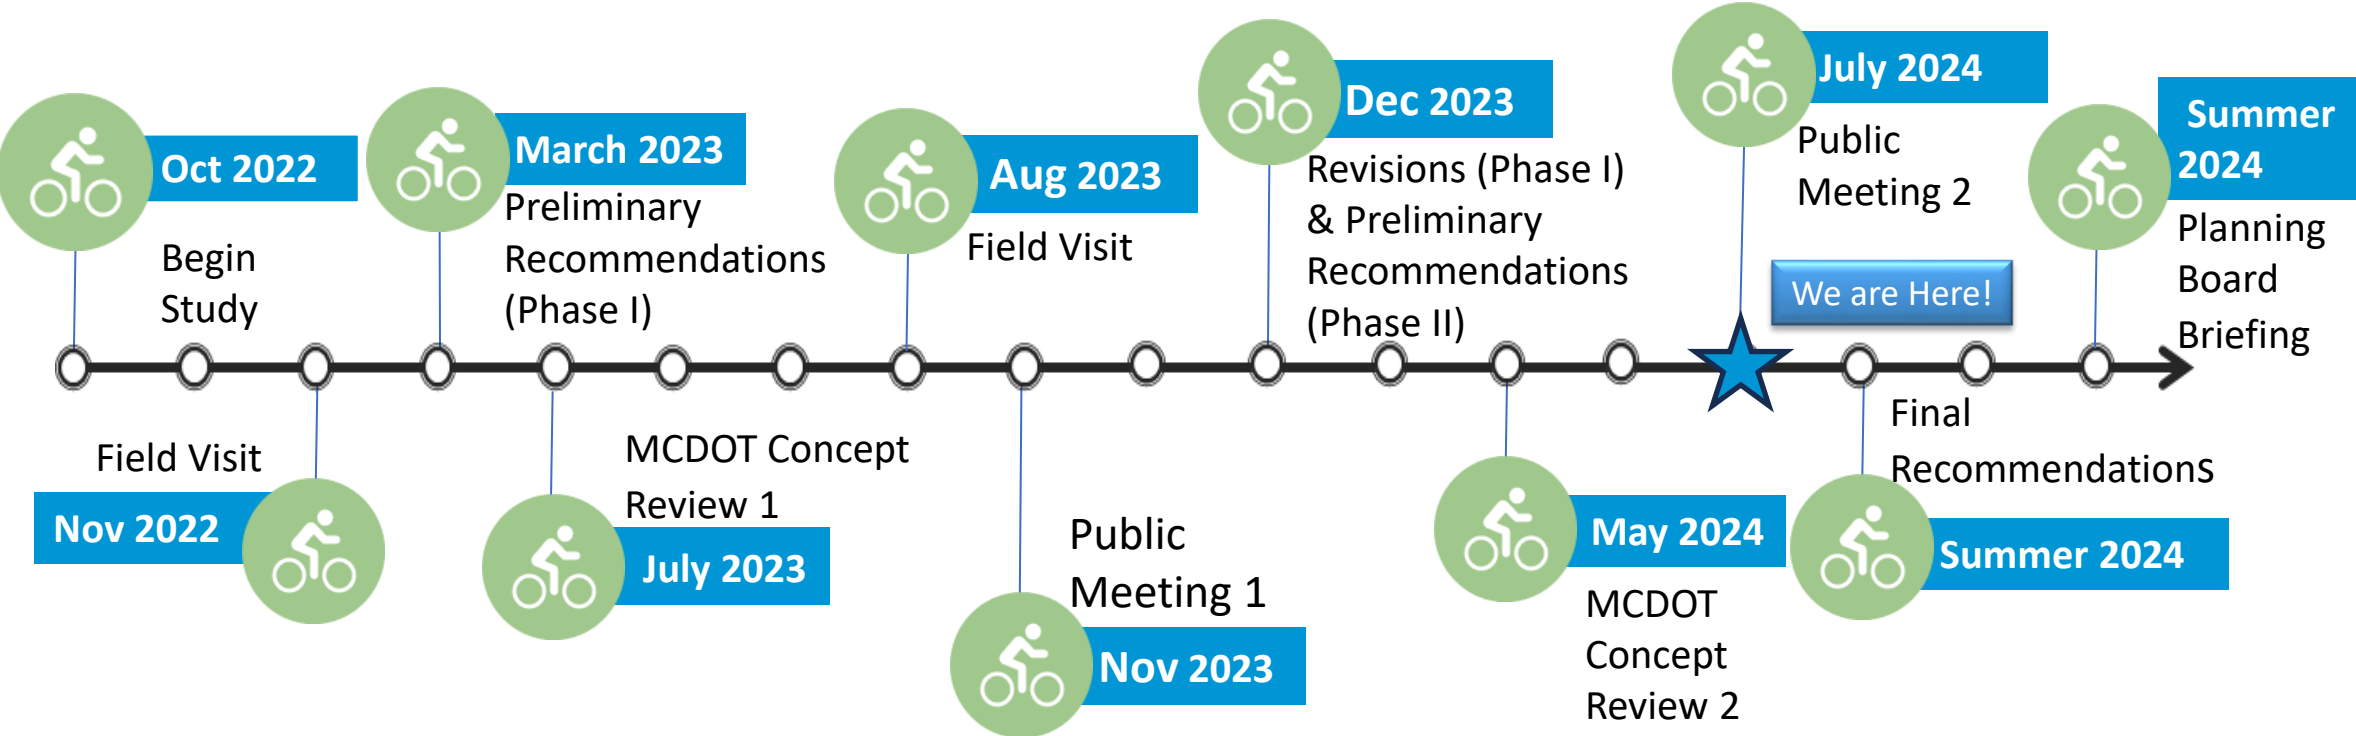 Oct 2022
Begin
Study
Field Visit
Nov 2022
March 2023
Preliminary
Recommendations
(Phase I)
MCDOT Concept
Review 1
July 2023
Aug 2023
Field Visit
Public
Meeting 1
Nov 2023
Dec 2023
Revisions (Phase I)
& Preliminary
Recommendations
(Phase II)
May 2024
MCDOT
Concept
Review 2
July 2024
Public
Meeting 2
We are Here!
Final
Recommendations
Summer 2024
Summer
2024
Planning
Board
Briefing